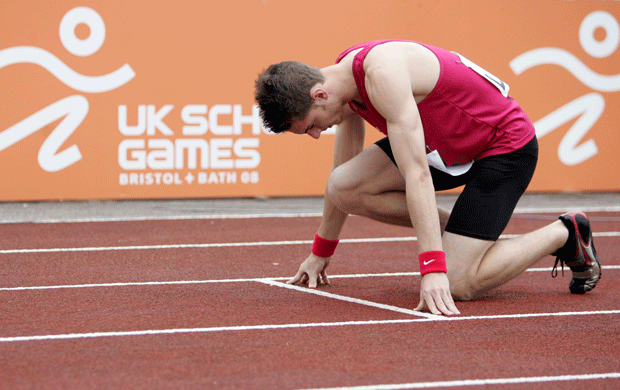 UK SCH
GAMES
BRISTOL + BATH 08